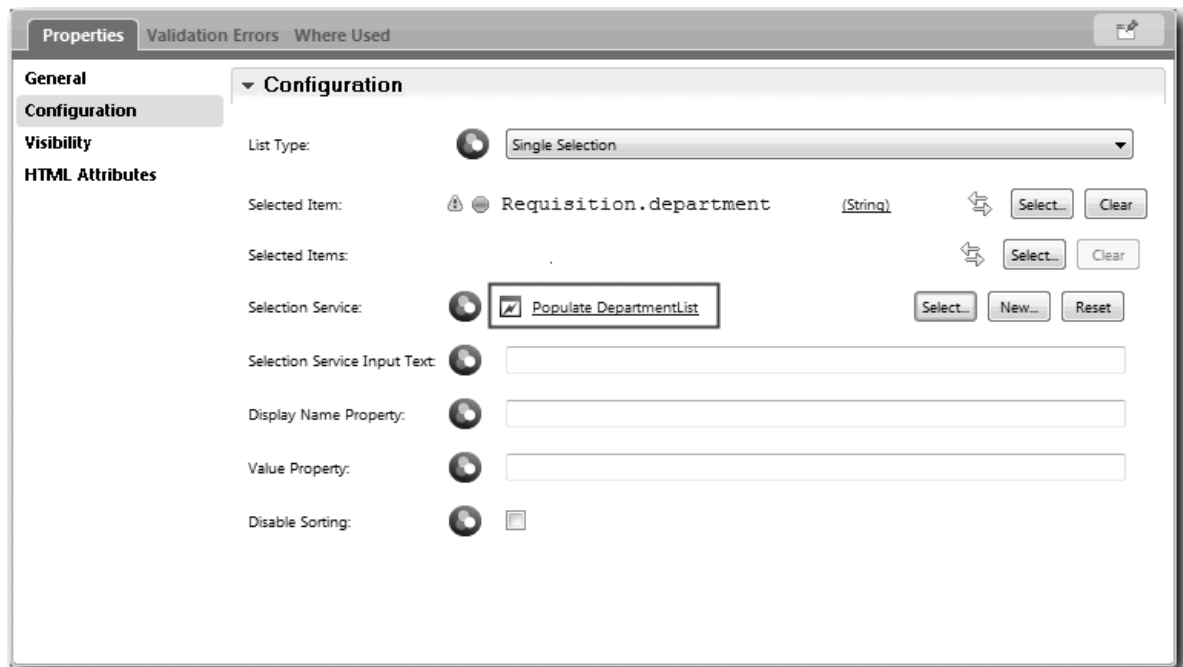 Properties Validation Errors Where Used
General
Configuration
Visibility
HTML Attributes
Configuration
List Type: Single Selection
Selected Item: Requisition.department (String) Select... Clear
Selected Items: Select... Clear
Selection Service: Populate DepartmentList Select... New... Reset
Selection Service Input Text:
Display Name Property:
Value Property:
Disable Sorting: